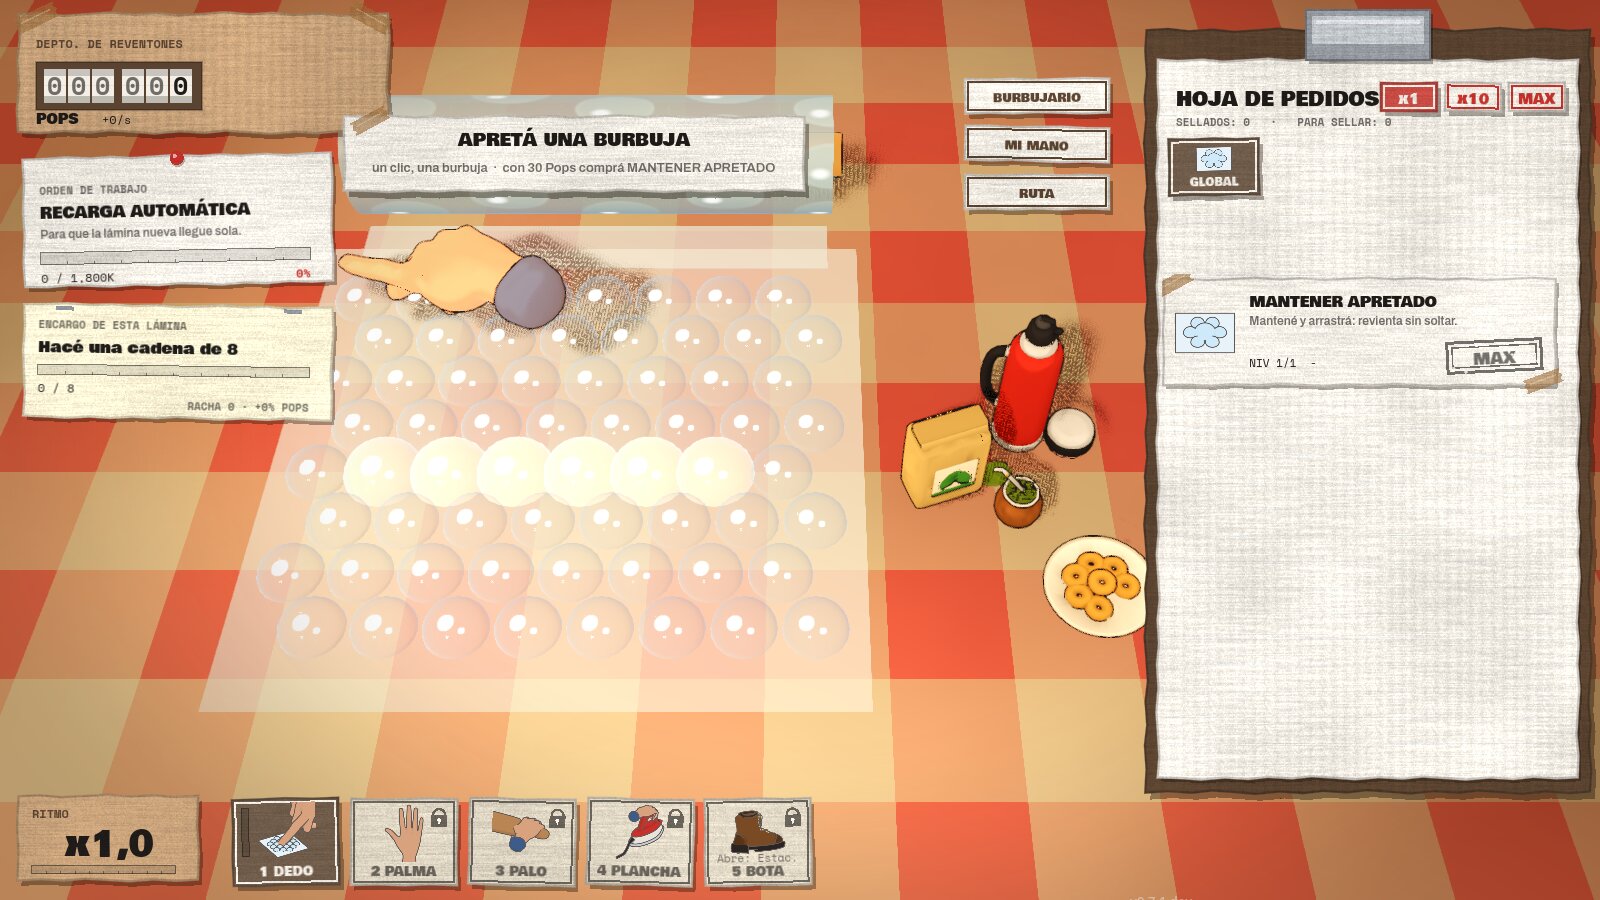 DEPTO. DE REVENTONES
000 000
POPS +0/s
ORDEN DE TRABAJO
RECARGA AUTOMÁTICA
Para que la lámina nueva llegue sola.
0 / 1.800K 0%
ENCARGO DE ESTA LÁMINA
Hacé una cadena de 8
0 / 8
RACHA 0 · +0% POPS
APRETÁ UNA BURBUJA
un clic, una burbuja · con 30 Pops comprá MANTENER APRETADO
BURBUJARIO
MI MANO
RUTA
HOJA DE PEDIDOS x1 x10 MAX
SELLADOS: 0 · PARA SELLAR: 0
GLOBAL
MANTENER APRETADO
Mantené y arrastrá: revienta sin soltar.
NIV 1/1 -
MAX
RITMO
x1,0
1 DEDO
2 PALMA
3 PALO
4 PLANCHA
Abre: Estac.
5 BOTA